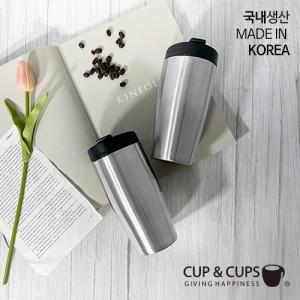 국내생산
MADE IN
KOREA
KINFOLK
CUP & CUPS
GIVING HAPPINESS
®